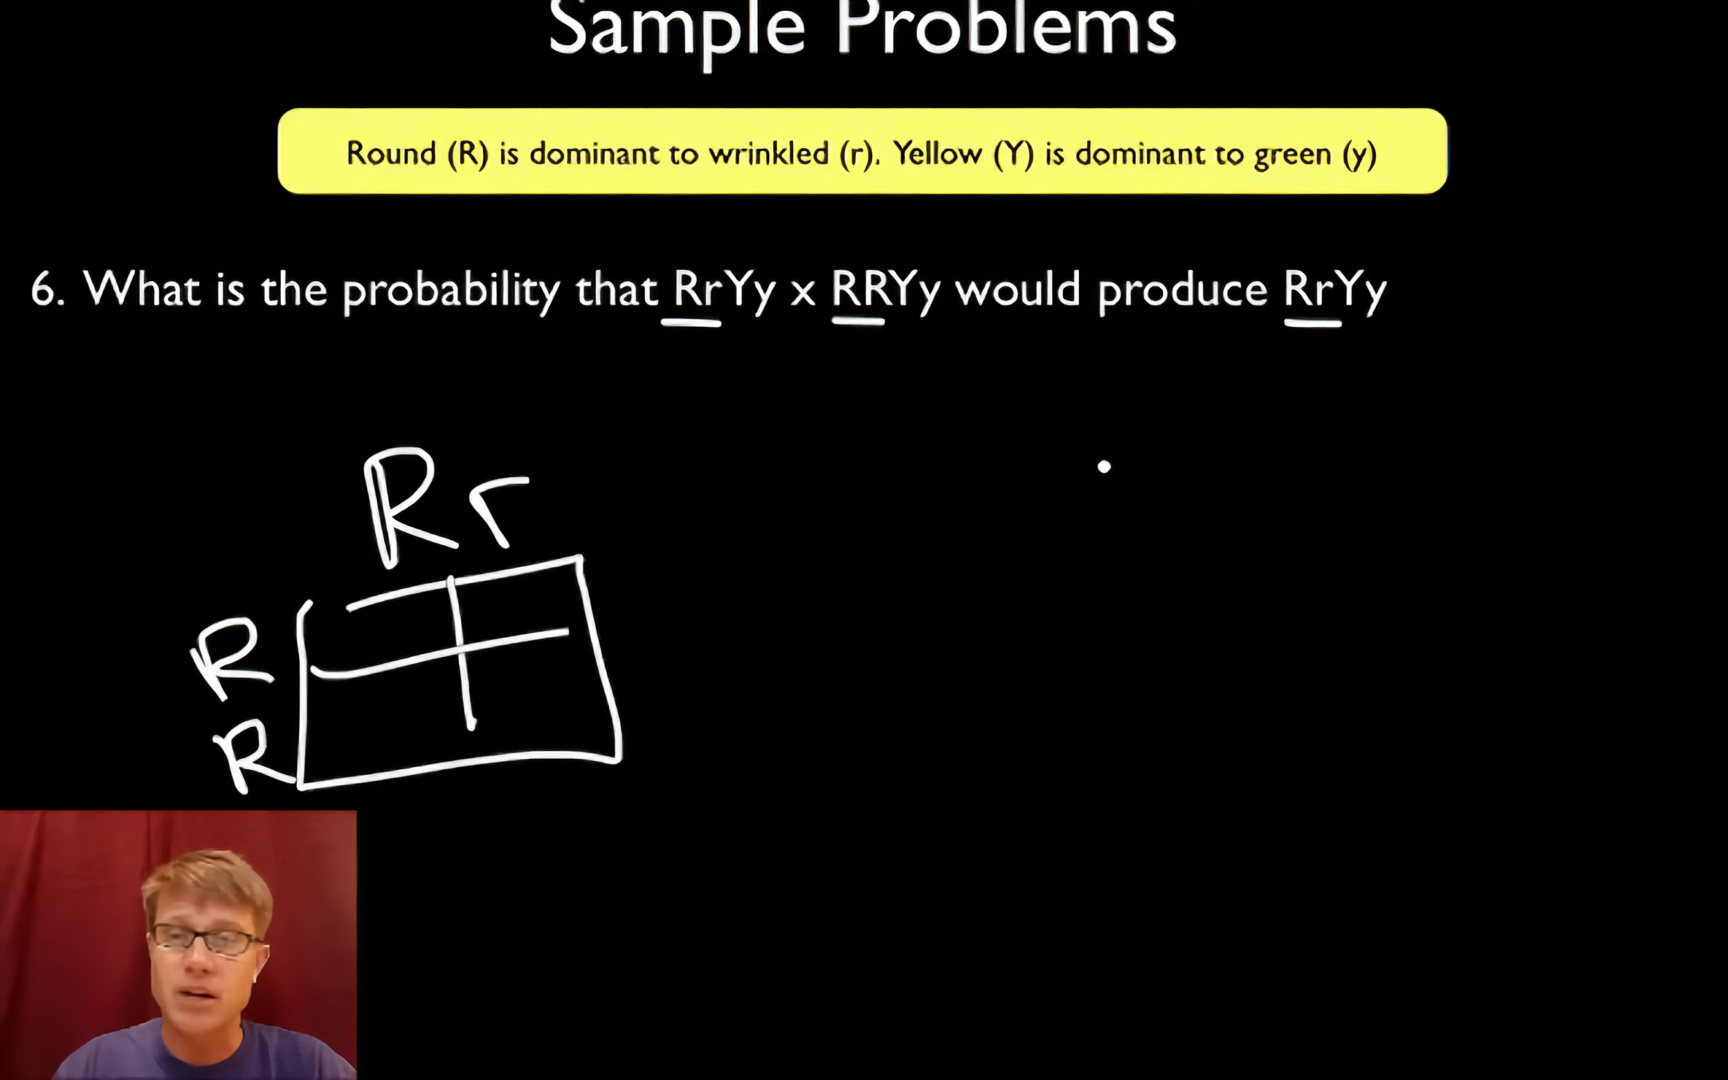 Sample Problems
Round (R) is dominant to wrinkled (r). Yellow (Y) is dominant to green (y)
6. What is the probability that RrYy x RRYy would produce RrYy
R r
R
R